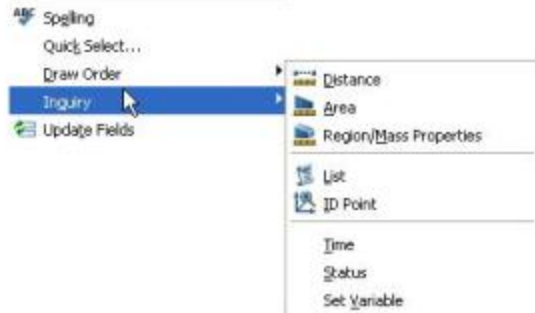 ABC Spelling
Quick Select...
Draw Order
Inquiry
Update Fields
Distance
Area
Region/Mass Properties
List
ID Point
Time
Status
Set Variable